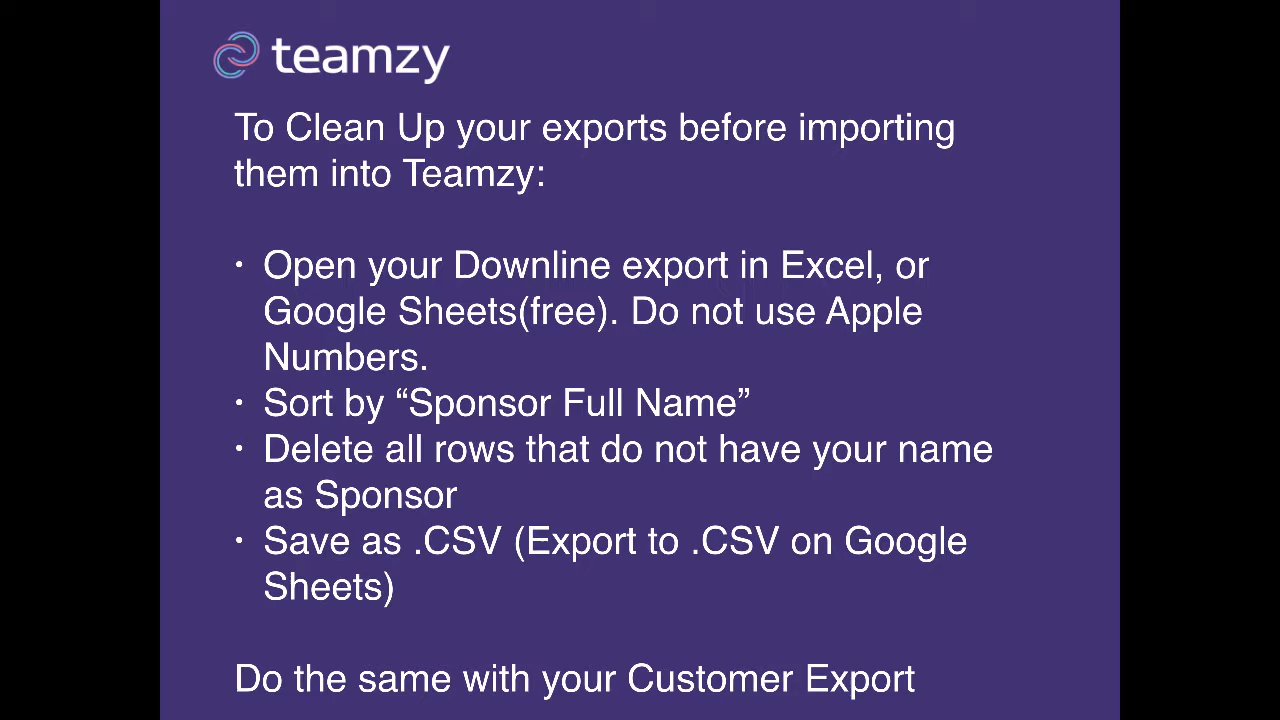 teamzy
To Clean Up your exports before importing
them into Teamzy:
• Open your Downline export in Excel, or
Google Sheets(free). Do not use Apple
Numbers.
• Sort by “Sponsor Full Name”
• Delete all rows that do not have your name
as Sponsor
• Save as .CSV (Export to .CSV on Google
Sheets)
Do the same with your Customer Export